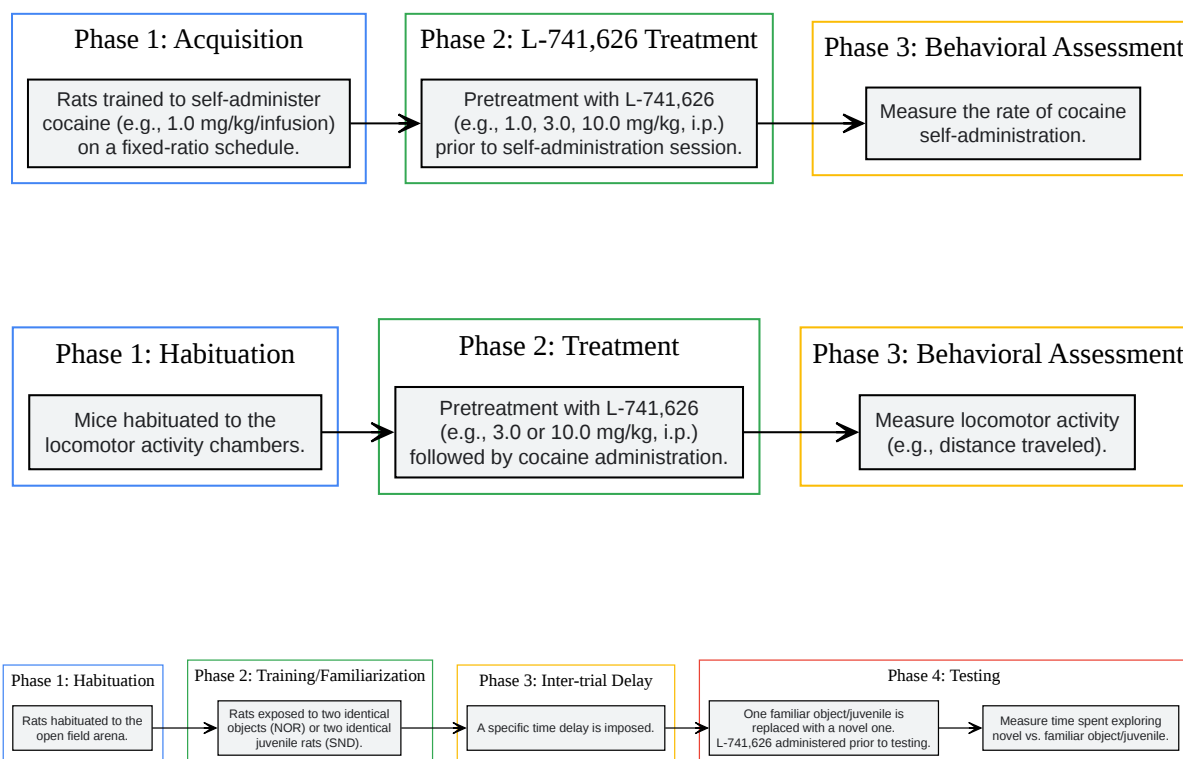 Phase 1: Acquisition
Rats trained to self-administer
cocaine (e.g., 1.0 mg/kg/infusion)
on a fixed-ratio schedule.
Phase 2: L-741,626 Treatment
Pretreatment with L-741,626
(e.g., 1.0, 3.0, 10.0 mg/kg, i.p.)
prior to self-administration session.
Phase 3: Behavioral Assessment
Measure the rate of cocaine
self-administration.
Phase 1: Habituation
Mice habituated to the
locomotor activity chambers.
Phase 2: Treatment
Pretreatment with L-741,626
(e.g., 3.0 or 10.0 mg/kg, i.p.)
followed by cocaine administration.
Phase 3: Behavioral Assessment
Measure locomotor activity
(e.g., distance traveled).
Phase 1: Habituation
Rats habituated to the
open field arena.
Phase 2: Training/Familiarization
Rats exposed to two identical
objects (NOR) or two identical
juvenile rats (SND).
Phase 3: Inter-trial Delay
A specific time delay is imposed.
Phase 4: Testing
One familiar object/juvenile is
replaced with a novel one.
L-741,626 administered prior to testing.
Measure time spent exploring
novel vs. familiar object/juvenile.